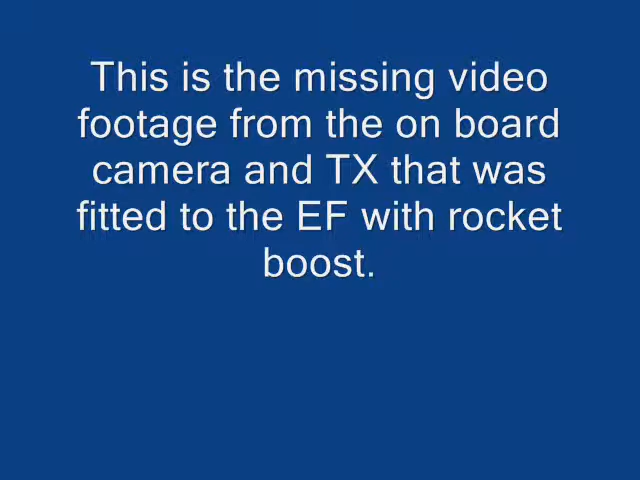 This is the missing video
footage from the on board
camera and TX that was
fitted to the EF with rocket
boost.